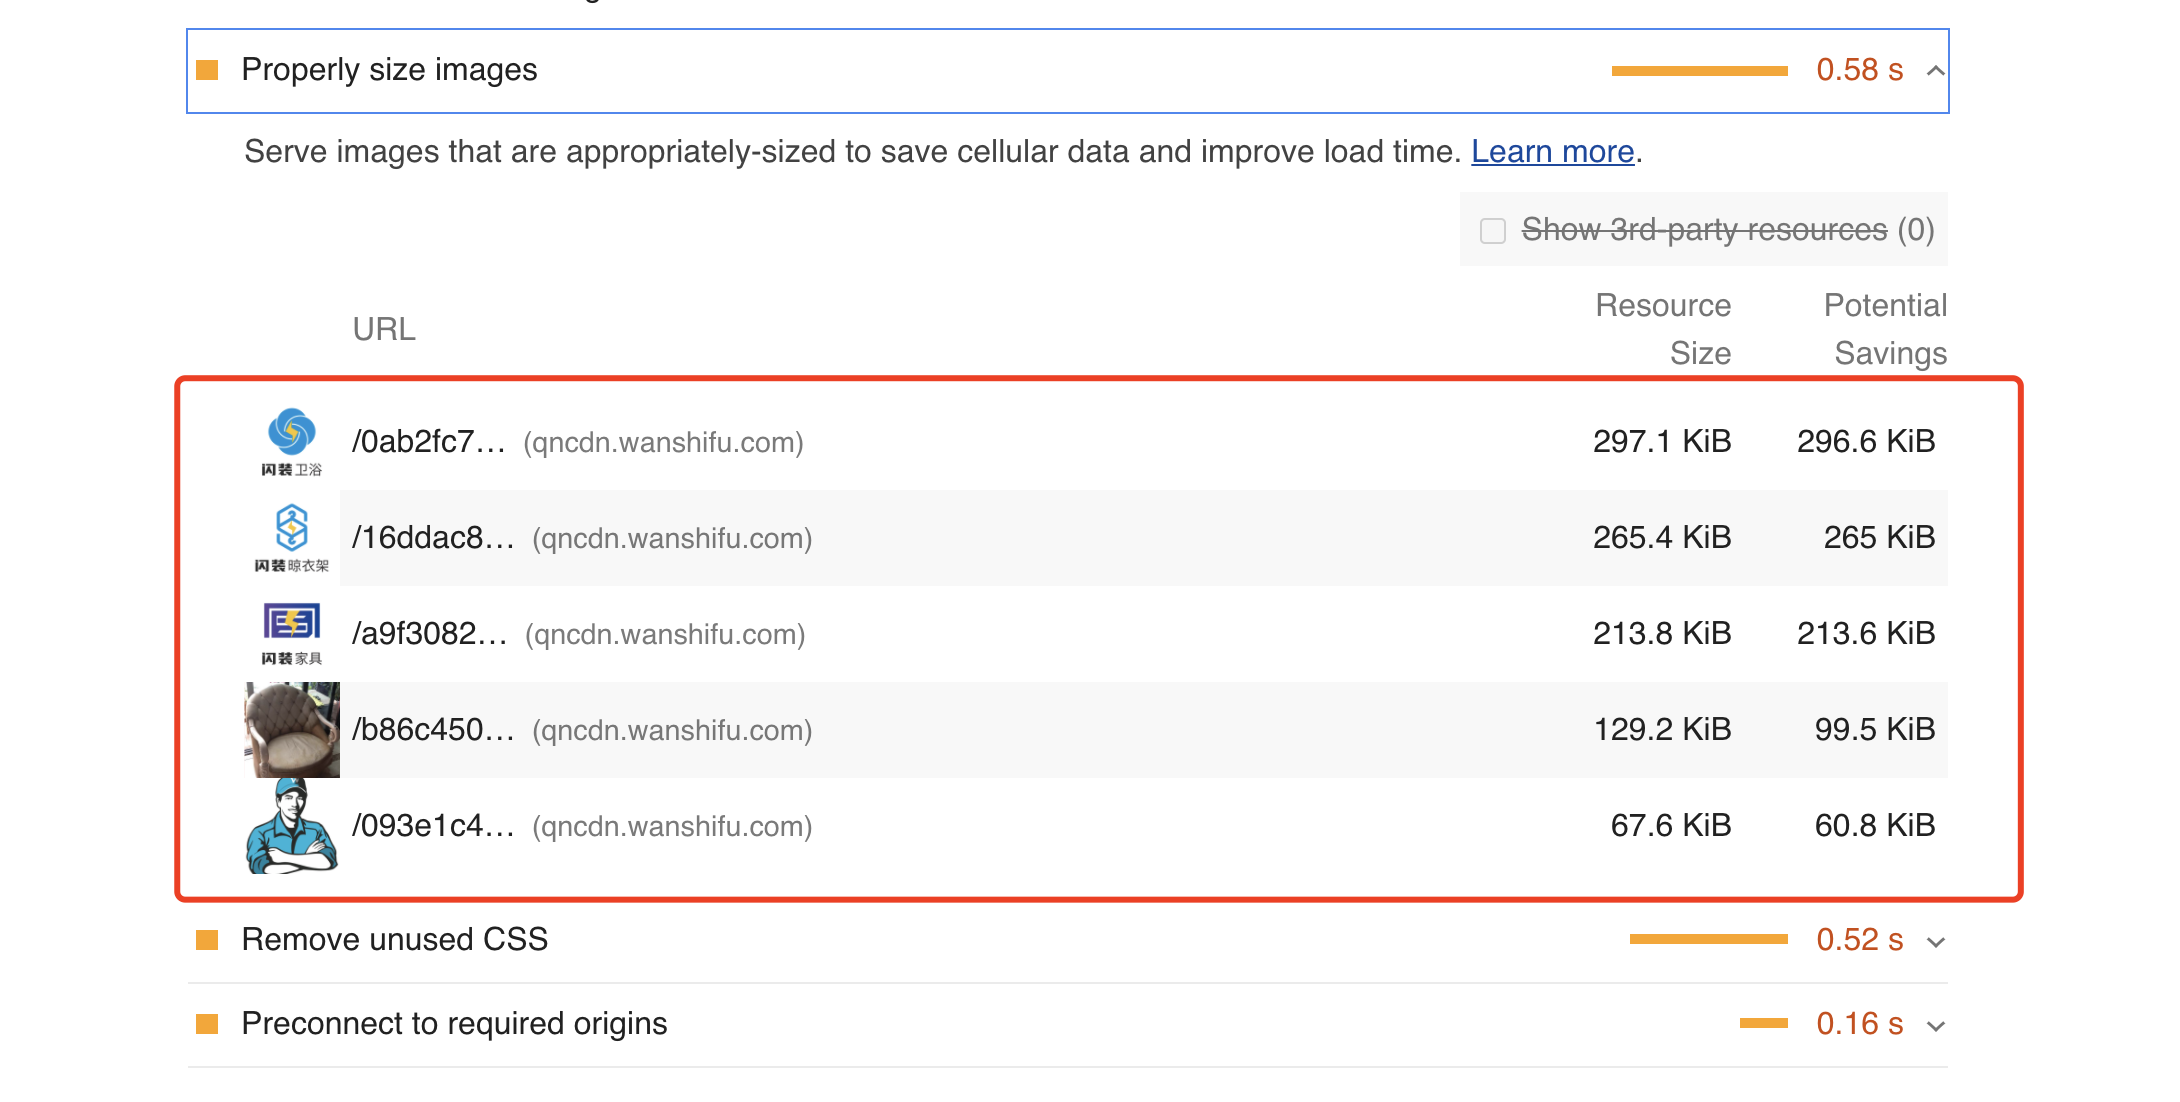 Properly size images 0.58 s
Serve images that are appropriately-sized to save cellular data and improve load time. Learn more.
Show 3rd-party resources (0)
URL Resource Size Potential Savings
闪装卫浴 /0ab2fc7… (qncdn.wanshifu.com) 297.1 KiB 296.6 KiB
闪装晾衣架 /16ddac8… (qncdn.wanshifu.com) 265.4 KiB 265 KiB
闪装家具 /a9f3082… (qncdn.wanshifu.com) 213.8 KiB 213.6 KiB
/b86c450… (qncdn.wanshifu.com) 129.2 KiB 99.5 KiB
/093e1c4… (qncdn.wanshifu.com) 67.6 KiB 60.8 KiB
Remove unused CSS 0.52 s
Preconnect to required origins 0.16 s